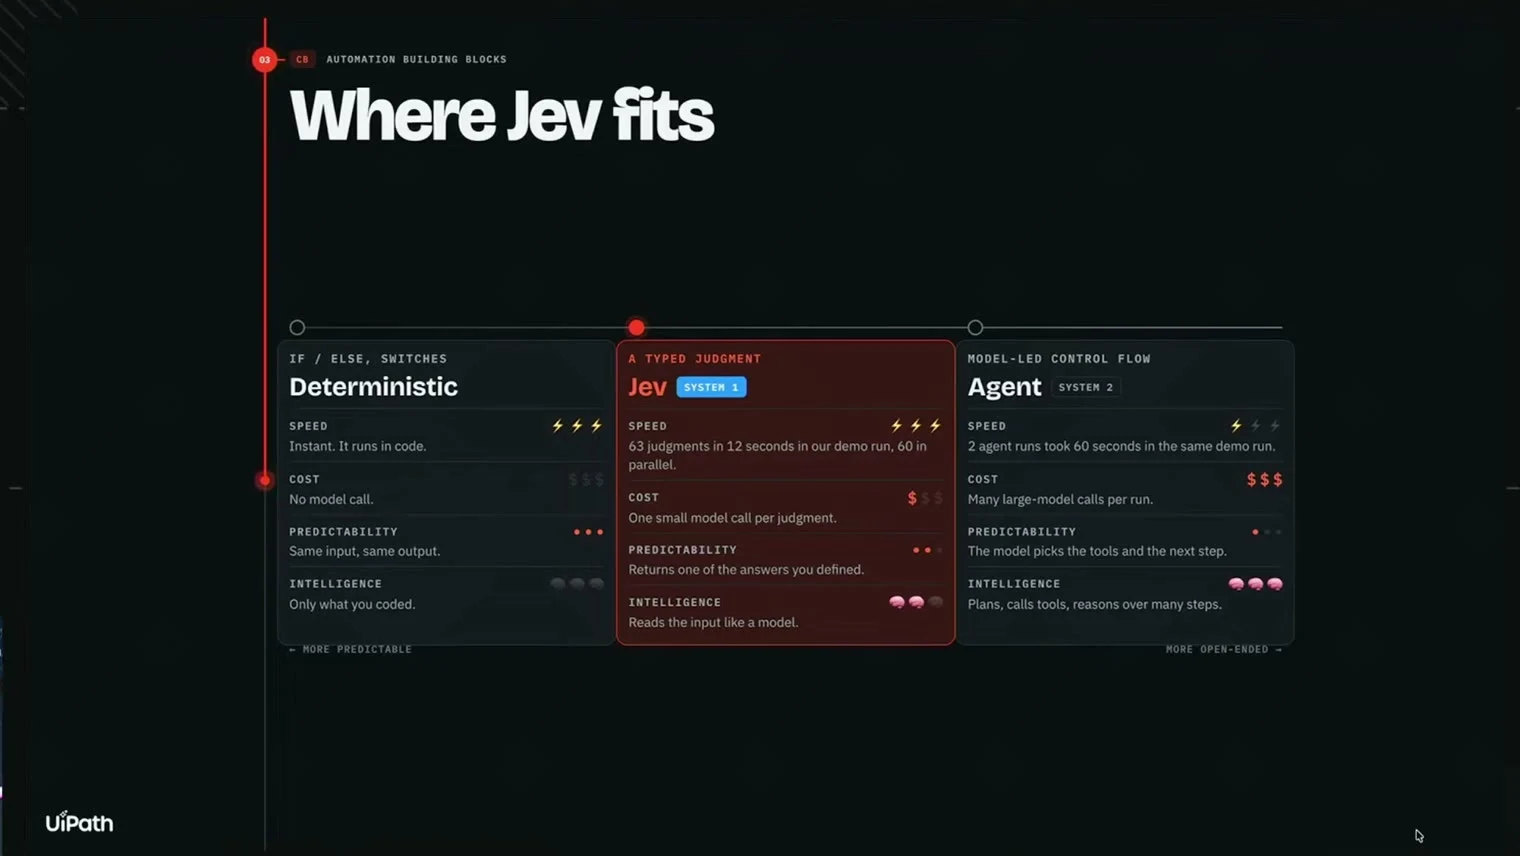 03 CB AUTOMATION BUILDING BLOCKS
Where Jev fits
IF / ELSE, SWITCHES
Deterministic
SPEED ⚡⚡⚡
Instant. It runs in code.
COST $$$
No model call.
PREDICTABILITY
Same input, same output.
INTELLIGENCE
Only what you coded.
← MORE PREDICTABLE
A TYPED JUDGMENT
Jev SYSTEM 1
SPEED ⚡⚡⚡
63 judgments in 12 seconds in our demo run, 60 in
parallel.
COST $$$
One small model call per judgment.
PREDICTABILITY
Returns one of the answers you defined.
INTELLIGENCE
Reads the input like a model.
MODEL-LED CONTROL FLOW
Agent SYSTEM 2
SPEED ⚡⚡⚡
2 agent runs took 60 seconds in the same demo run.
COST $$$
Many large-model calls per run.
PREDICTABILITY
The model picks the tools and the next step.
INTELLIGENCE
Plans, calls tools, reasons over many steps.
MORE OPEN-ENDED →
UiPath